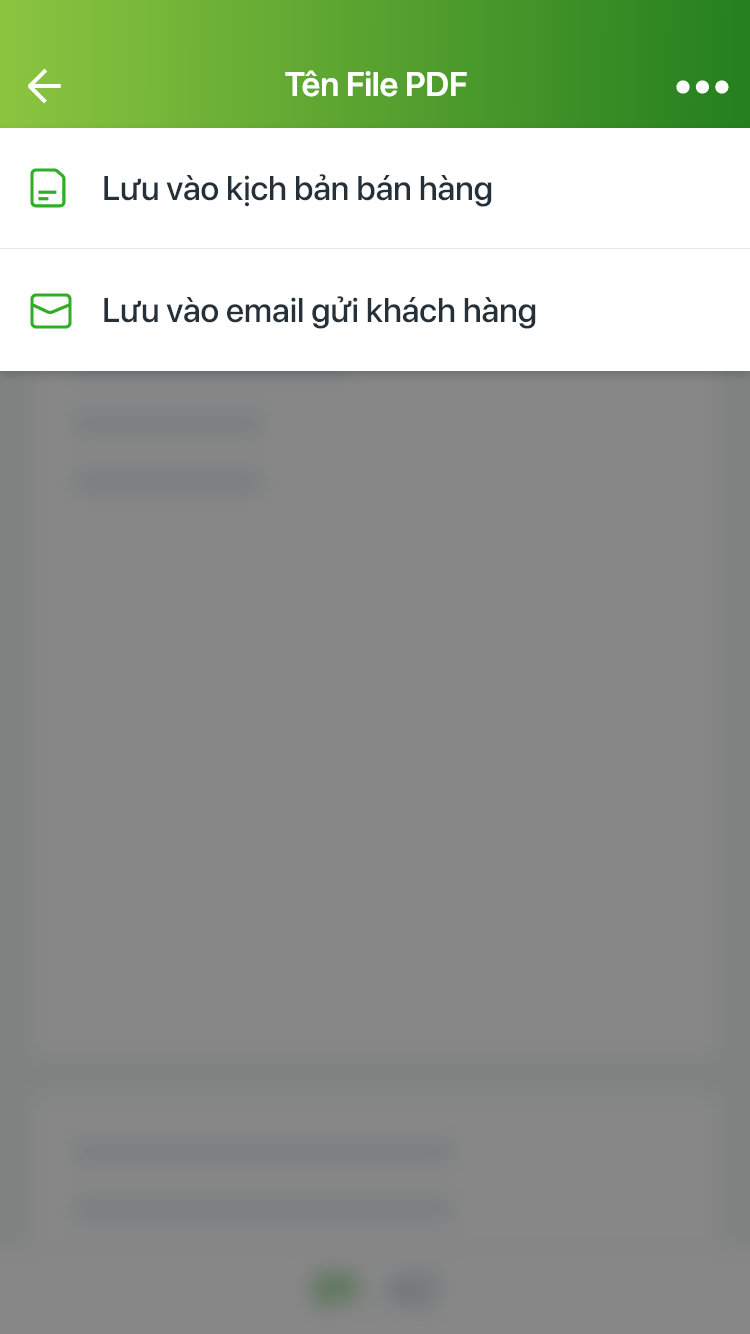 Tên File PDF
Lưu vào kịch bản bán hàng
Lưu vào email gửi khách hàng